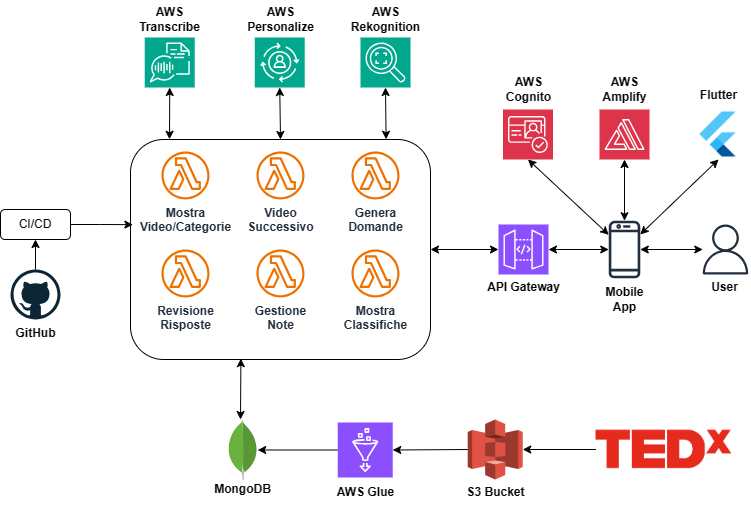 AWS
Transcribe
AWS
Personalize
AWS
Rekognition
AWS
Cognito
AWS
Amplify
Flutter
Mostra
Video/Categorie
Video
Successivo
Genera
Domande
CI/CD
GitHub
Revisione
Risposte
Gestione
Note
Mostra
Classifiche
API Gateway
Mobile
App
User
MongoDB
AWS Glue
S3 Bucket
TEDx